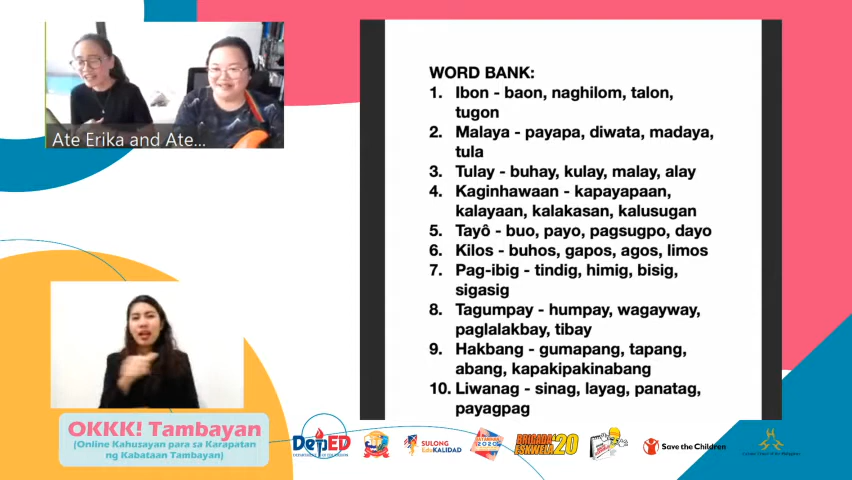 Ate Erika and Ate...
WORD BANK:
1. Ibon - baon, naghilom, talon,
tugon
2. Malaya - payapa, diwata, madaya,
tula
3. Tulay - buhay, kulay, malay, alay
4. Kaginhawaan - kapayapaan,
kalayaan, kalakasan, kalusugan
5. Tayô - buo, payo, pagsugpo, dayo
6. Kilos - buhos, gapos, agos, limos
7. Pag-ibig - tindig, himig, bisig,
sigasig
8. Tagumpay - humpay, wagayway,
paglalakbay, tibay
9. Hakbang - gumapang, tapang,
abang, kapakipakinabang
10. Liwanag - sinag, layag, panatag,
payagpag
OKKK! Tambayan
(Online Kahusayan para sa Karapatan
ng Kabataan Tambayan)
DepED
SULONG
EduKALIDAD
BRIGADA
ESKWELA '20
Save the Children